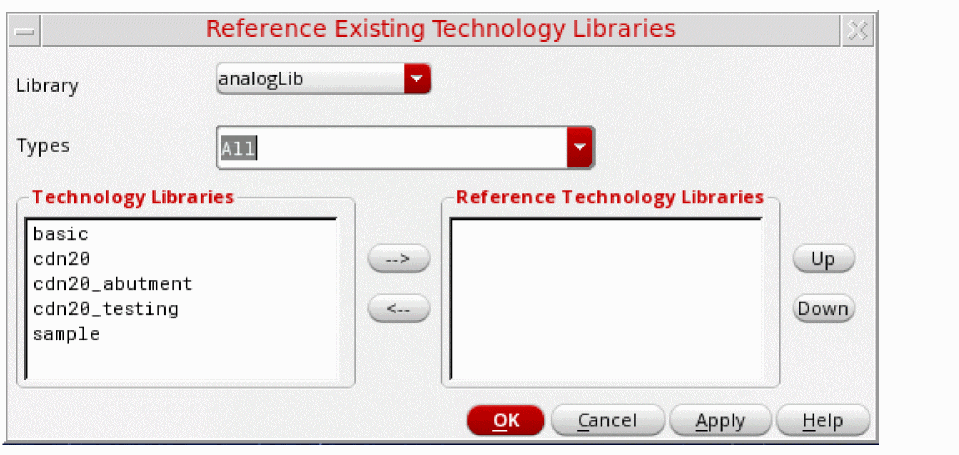 Reference Existing Technology Libraries
Library analogLib
Types All
Technology Libraries Reference Technology Libraries
basic
cdn20
cdn20_abutment
cdn20_testing
sample
-->
<--
Up
Down
OK Cancel Apply Help